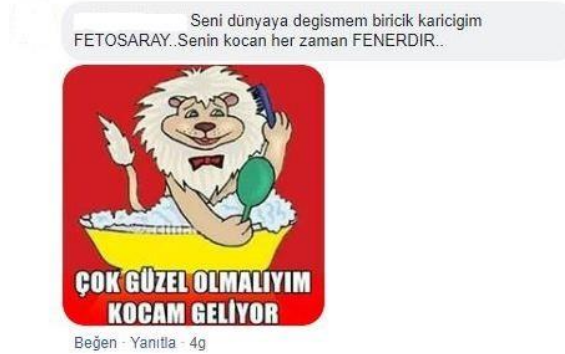 Seni dünyaya degismem biricik karicigim
FETOSARAY..Senin kocan her zaman FENERDIR..
ÇOK GÜZEL OLMALIYIM
KOCAM GELİYOR
Beğen · Yanıtla · 4g